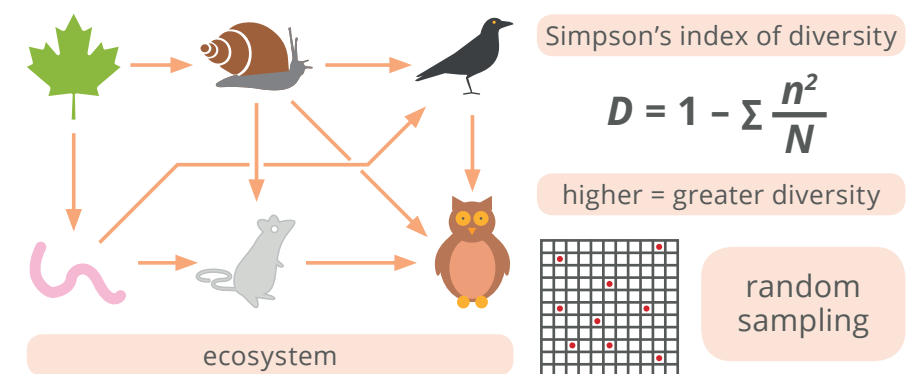 Simpson’s index of diversity
D = 1 – Σ n²/N
higher = greater diversity
random
sampling
ecosystem